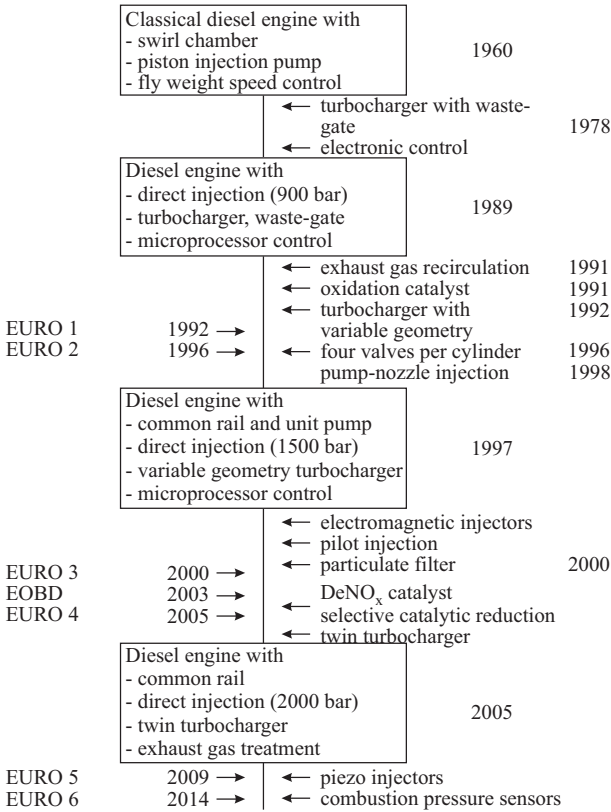 Classical diesel engine with
- swirl chamber
- piston injection pump
- fly weight speed control
1960
turbocharger with waste-
gate 1978
electronic control
Diesel engine with
- direct injection (900 bar)
- turbocharger, waste-gate
- microprocessor control
1989
exhaust gas recirculation 1991
oxidation catalyst 1991
turbocharger with 1992
variable geometry
EURO 1 1992
EURO 2 1996
four valves per cylinder 1996
pump-nozzle injection 1998
Diesel engine with
- common rail and unit pump
- direct injection (1500 bar)
- variable geometry turbocharger
- microprocessor control
1997
electromagnetic injectors
pilot injection
particulate filter 2000
EURO 3 2000
EOBD 2003
EURO 4 2005
DeNOx catalyst
selective catalytic reduction
twin turbocharger
Diesel engine with
- common rail
- direct injection (2000 bar)
- twin turbocharger
- exhaust gas treatment
2005
EURO 5 2009 piezo injectors
EURO 6 2014 combustion pressure sensors